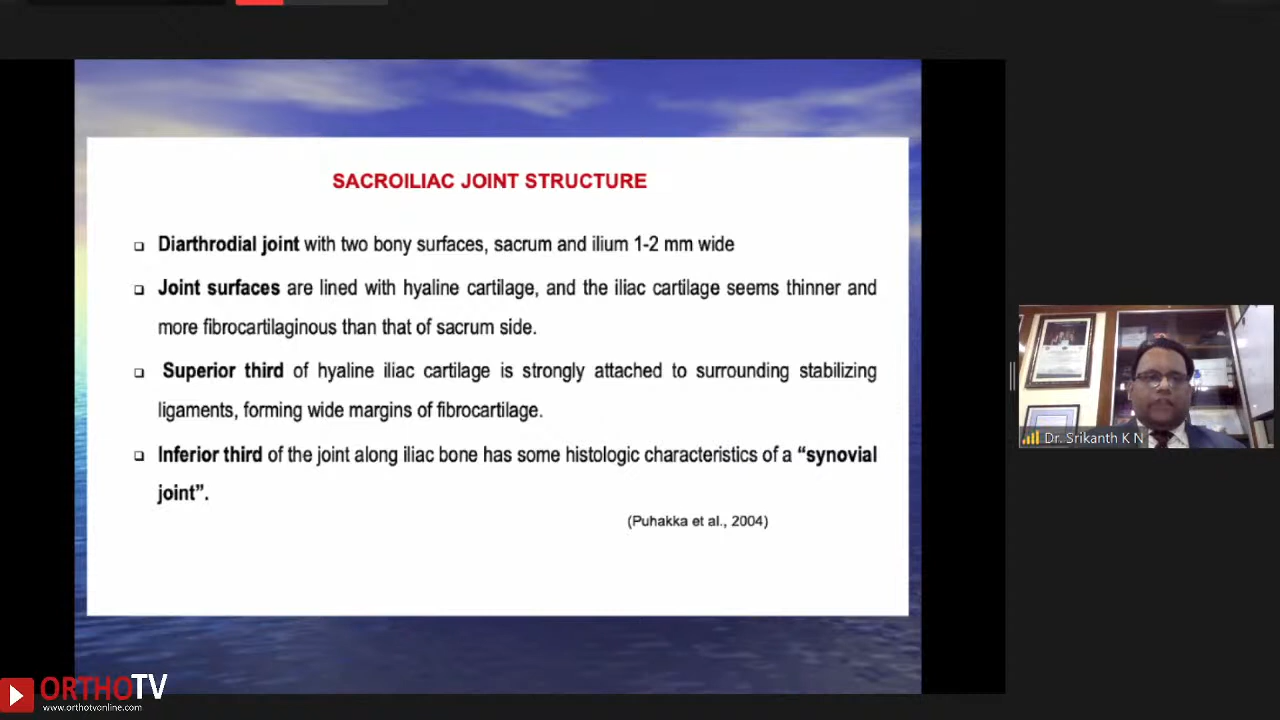 SACROILIAC JOINT STRUCTURE
❑ Diarthrodial joint with two bony surfaces, sacrum and ilium 1-2 mm wide
❑ Joint surfaces are lined with hyaline cartilage, and the iliac cartilage seems thinner and
more fibrocartilaginous than that of sacrum side.
❑ Superior third of hyaline iliac cartilage is strongly attached to surrounding stabilizing
ligaments, forming wide margins of fibrocartilage.
❑ Inferior third of the joint along iliac bone has some histologic characteristics of a “synovial
joint”.
(Puhakka et al., 2004)
Dr. Srikanth K N
ORTHOTV
www.orthotvonline.com